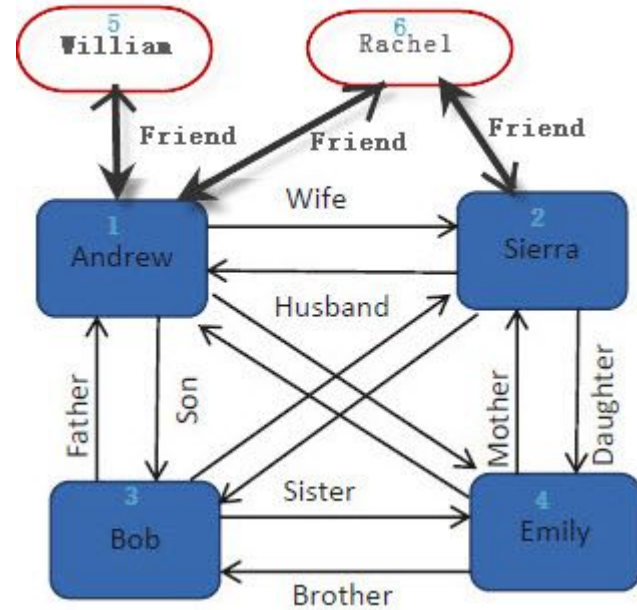 5
William
6
Rachel
Friend
Friend
Friend
1
Andrew
Wife
2
Sierra
Husband
Father
Son
Mother
Daughter
3
Bob
Sister
4
Emily
Brother